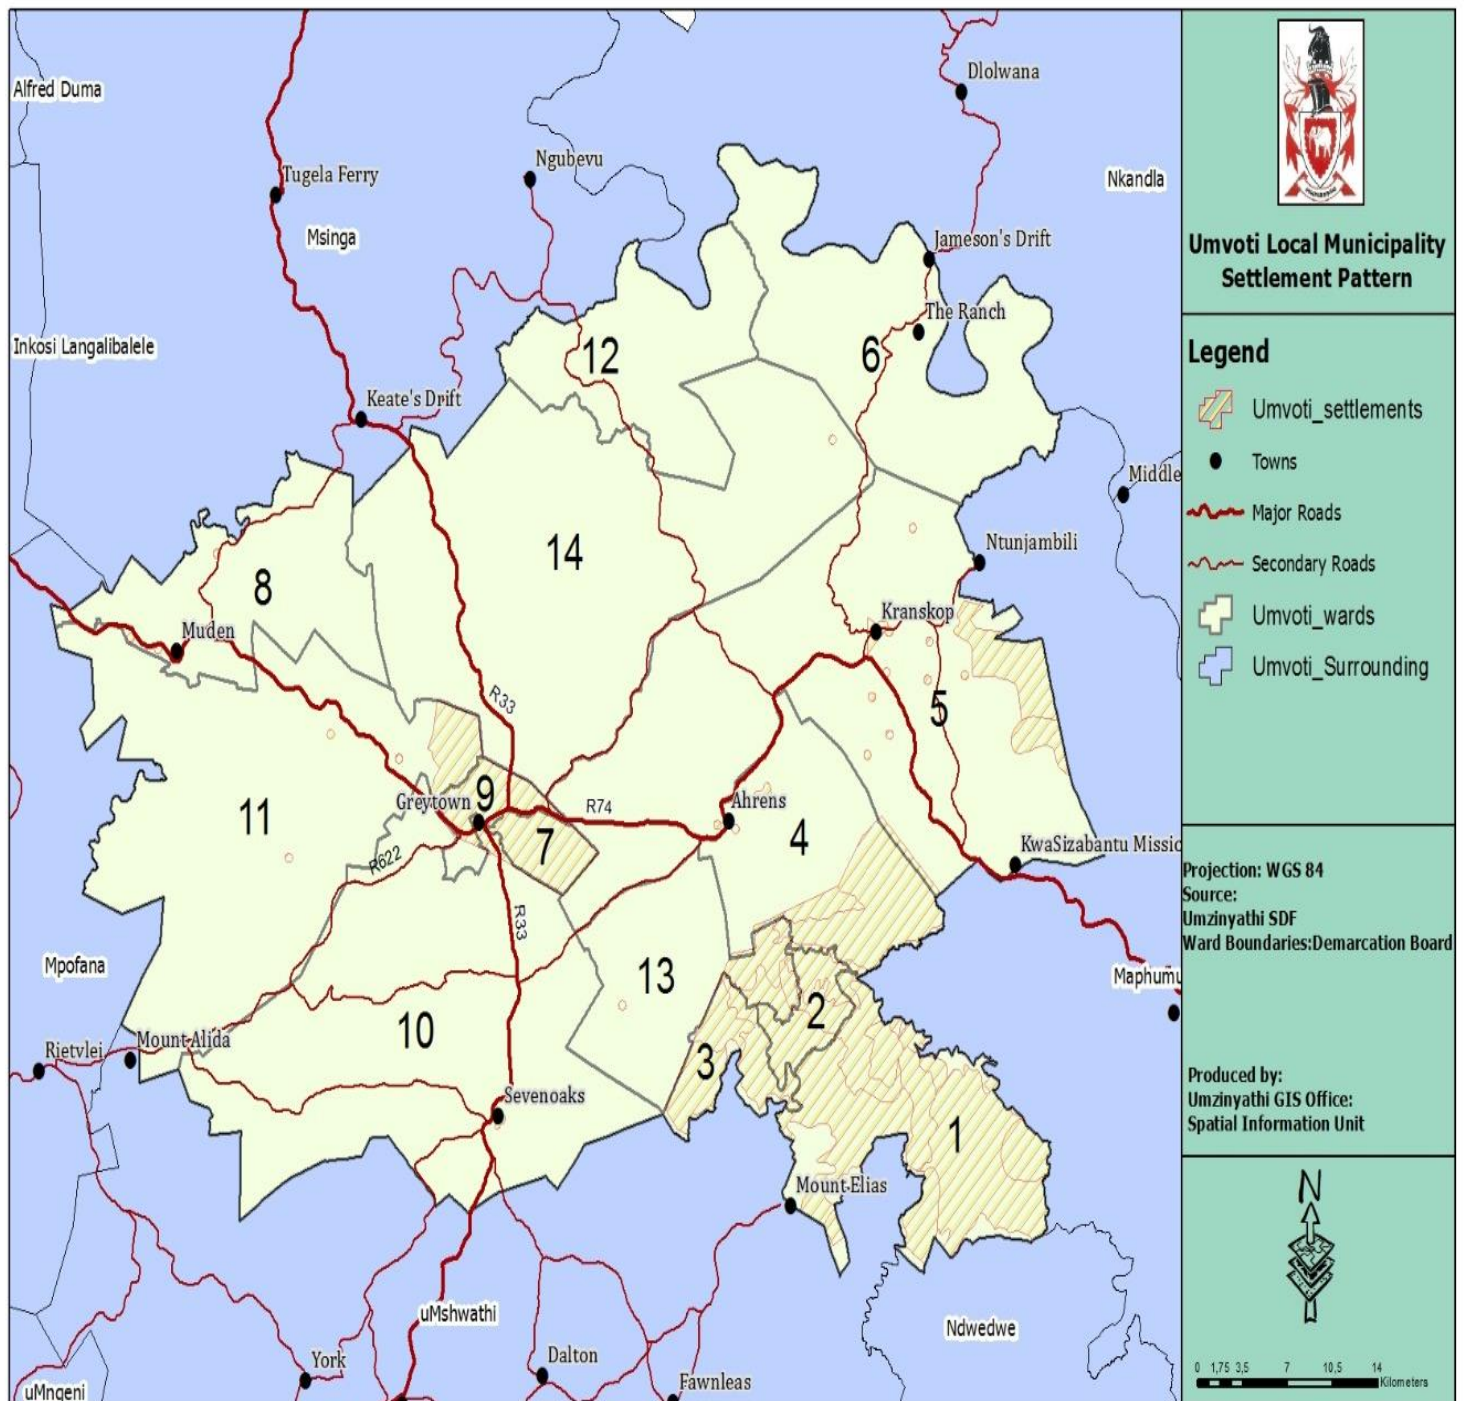 Alfred Duma
Dlolwana
Tugela Ferry
Ngubevu
Nkandla
Msinga
Jameson's Drift
The Ranch
Inkosi Langalibalele
12
6
Keate's Drift
Middle
14
Ntunjambili
8
Kranskop
Muden
R33
5
9
Greytown
R74
Ahrens
11
7
4
R622
KwaSizabantu Missio
R33
Mpofana
13
Maphumu
2
10
Mount Alida
Rietvlei
3
Sevenoaks
1
Mount Elias
uMshwathi
Ndwedwe
York
Dalton
Fawnleas
uMngeni
Umvoti Local Municipality
Settlement Pattern
Legend
Umvoti_settlements
Towns
Major Roads
Secondary Roads
Umvoti_wards
Umvoti_Surrounding
Projection: WGS 84
Source:
Umzinyathi SDF
Ward Boundaries:Demarcation Board
Produced by:
Umzinyathi GIS Office:
Spatial Information Unit
N
0 1,75 3,5 7 10,5 14
Kilometers